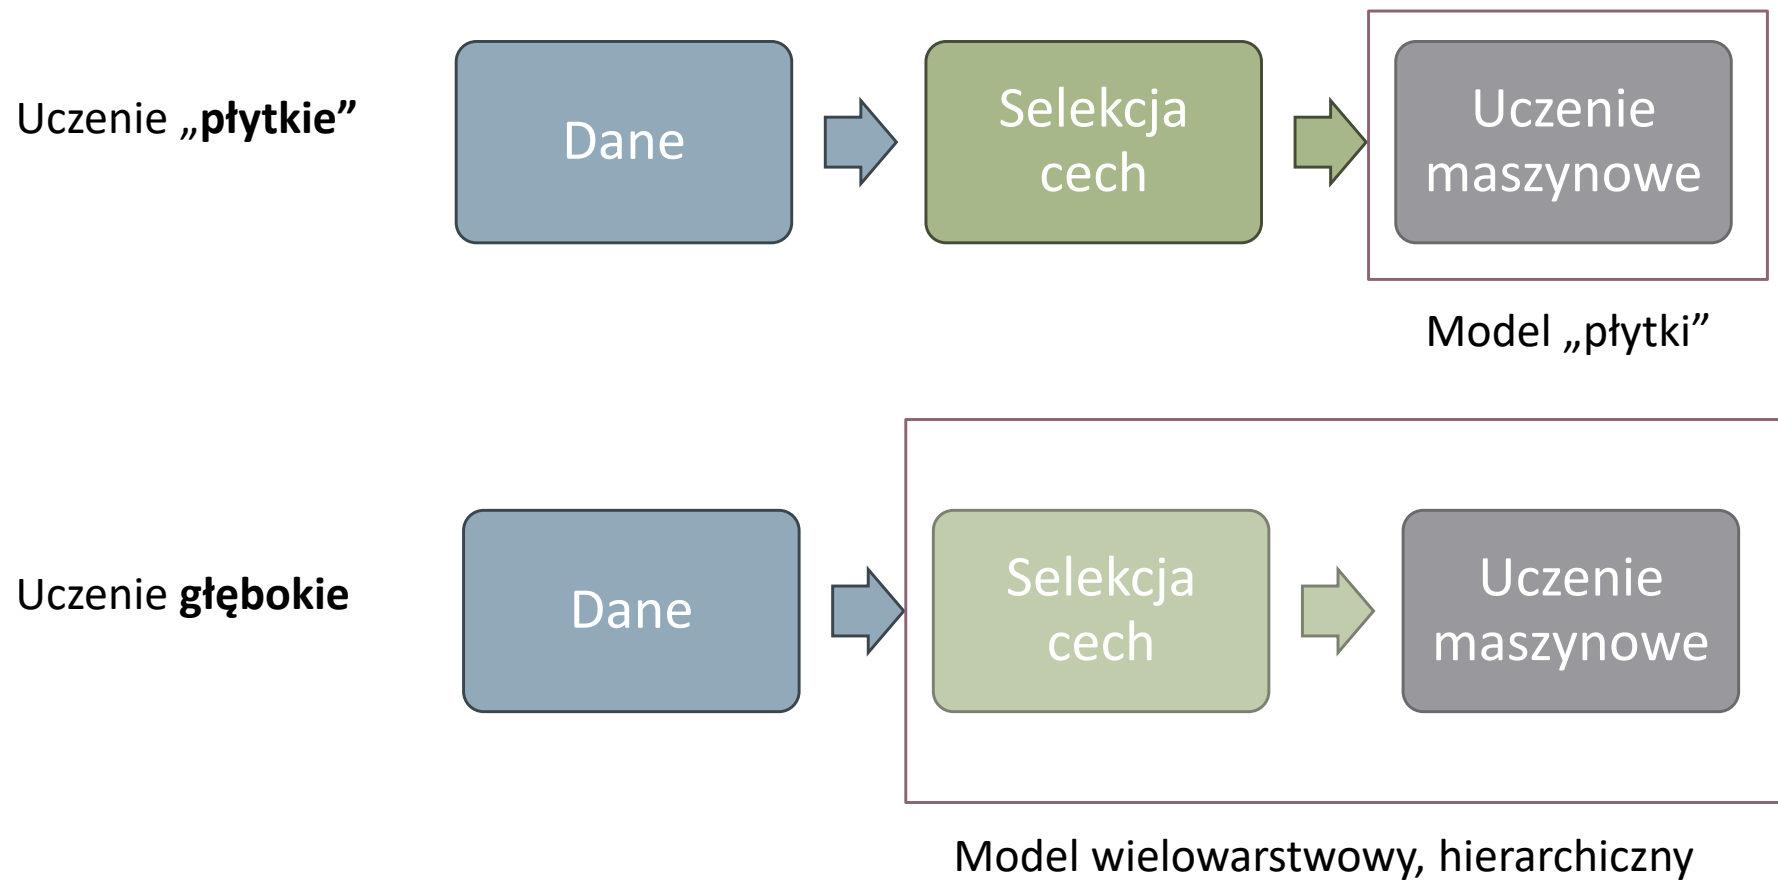 Uczenie „płytkie”
Dane
Selekcja
cech
Uczenie
maszynowe
Model „płytki”
Uczenie głębokie
Dane
Selekcja
cech
Uczenie
maszynowe
Model wielowarstwowy, hierarchiczny